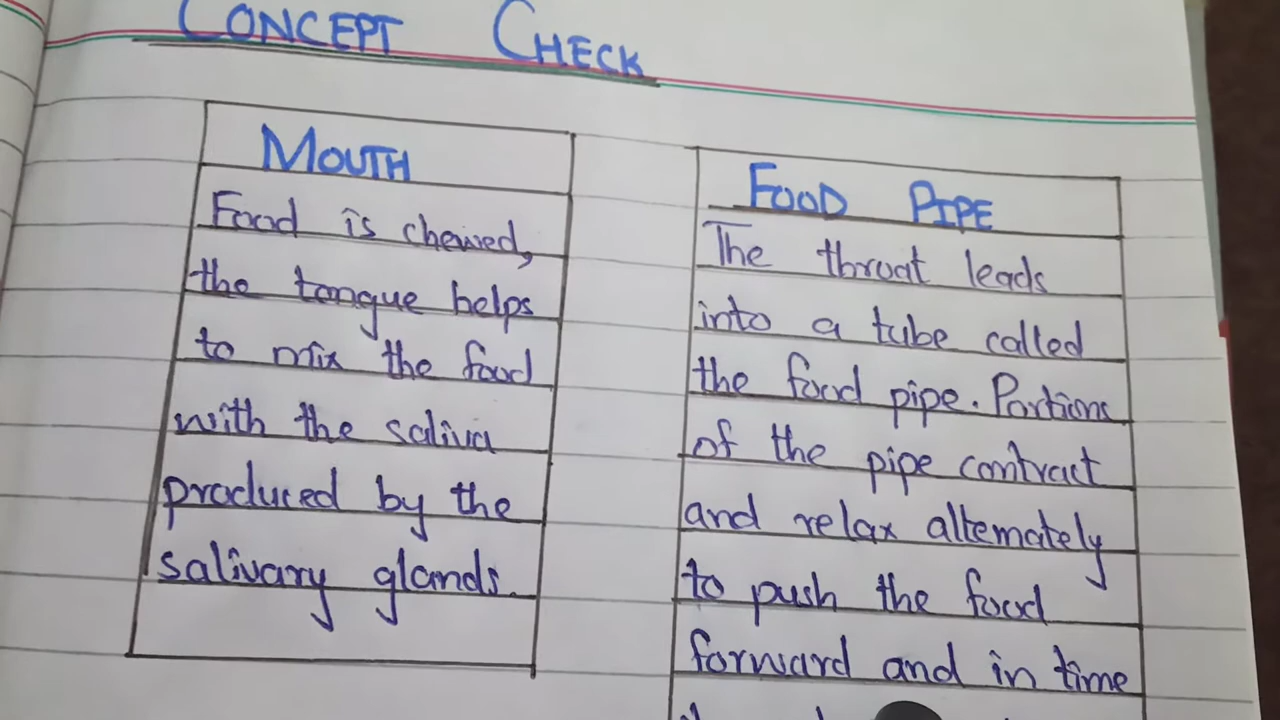 CONCEPT CHECK
MOUTH
Food is chewed,
the tongue helps
to mix the food
with the saliva
produced by the
salivary glands.
FOOD PIPE
The throat leads
into a tube called
the food pipe. Portions
of the pipe contract
and relax alternately
to push the food
forward and in time